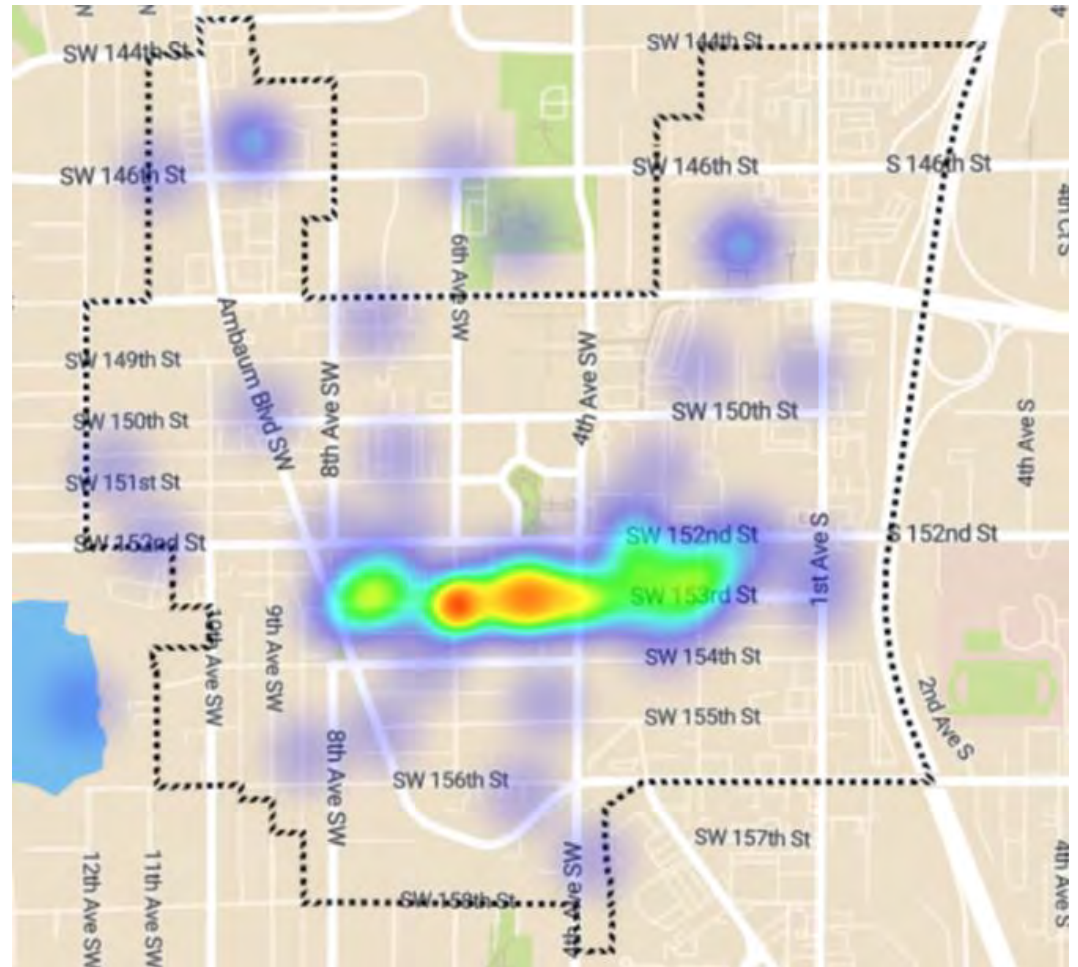 SW 144th St
SW 144th St
SW 146th St
SW 146th St
S 146th St
4th Ct S
6th Ave SW
Ambaum Blvd SW
SW 149th St
8th Ave SW
4th Ave SW
SW 150th St
SW 150th St
4th Ave S
SW 151st St
SW 152nd St
SW 152nd St
S 152nd St
1st Ave S
SW 153rd St
10th Ave SW
9th Ave SW
SW 154th St
2nd Ave S
SW 155th St
8th Ave SW
SW 156th St
SW 157th St
12th Ave SW
11th Ave SW
4th Ave SW
4th Ave S
SW 158th St